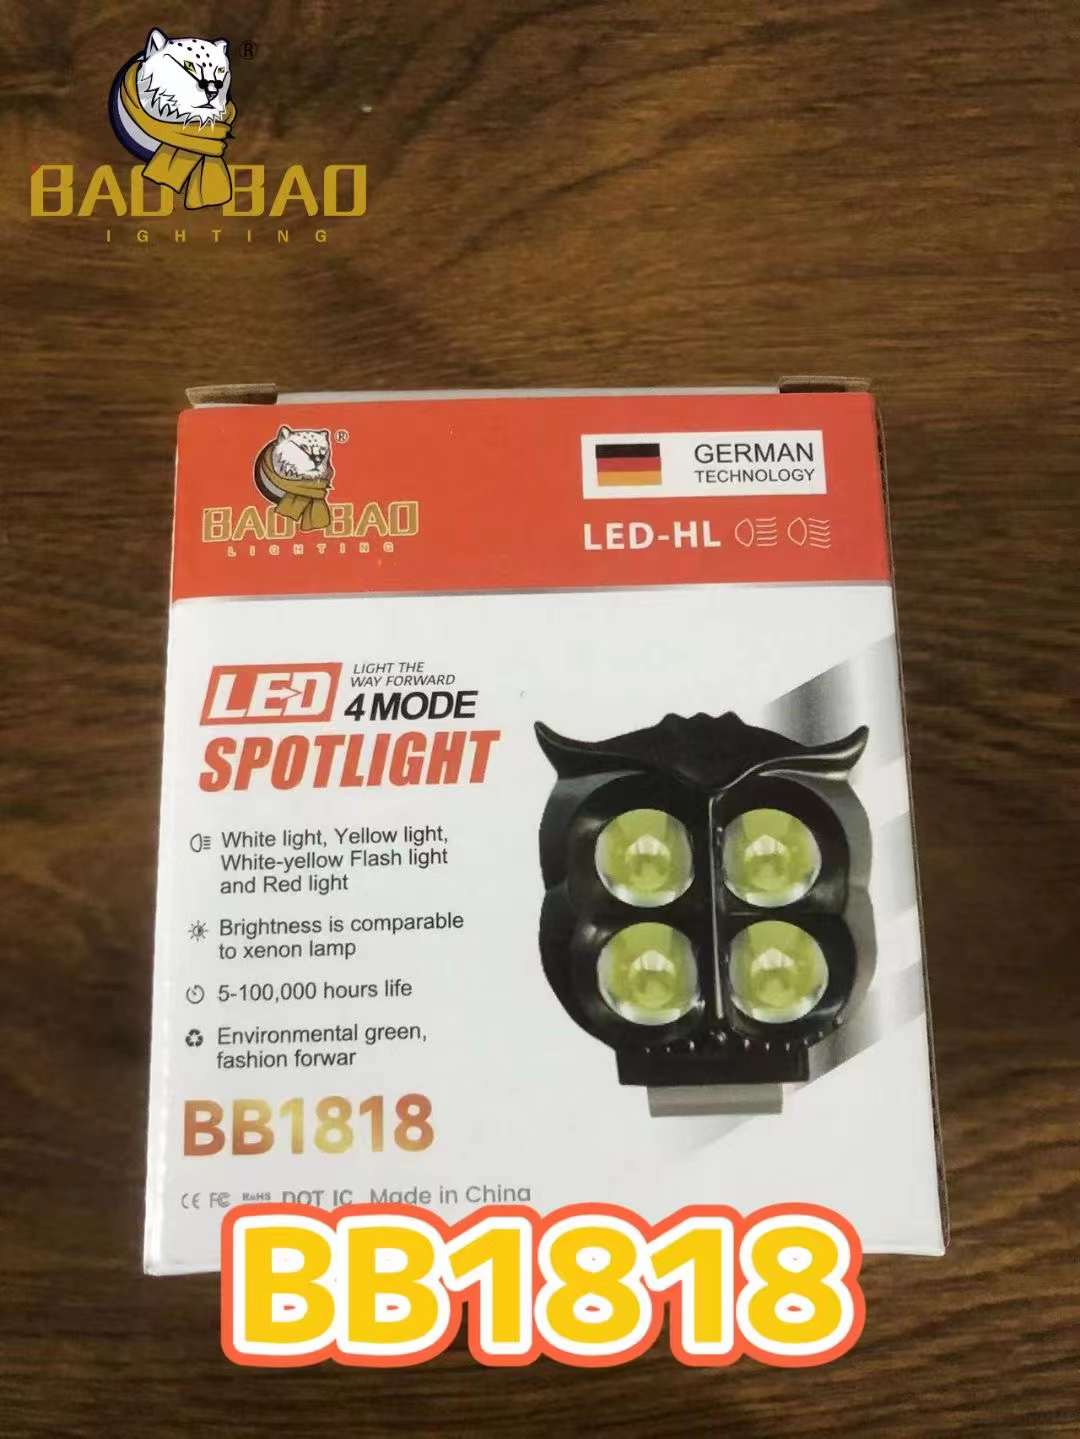 ®
BAO BAO
IGHTING
®
BAO BAO
LIGHTING
GERMAN
TECHNOLOGY
LED-HL
LED
LIGHT THE
WAY FORWARD
4 MODE
SPOTLIGHT
White light, Yellow light,
White-yellow Flash light
and Red light
Brightness is comparable
to xenon lamp
5-100,000 hours life
Environmental green,
fashion forwar
BB1818
CE FC RoHS DOT IC Made in China
BB1818